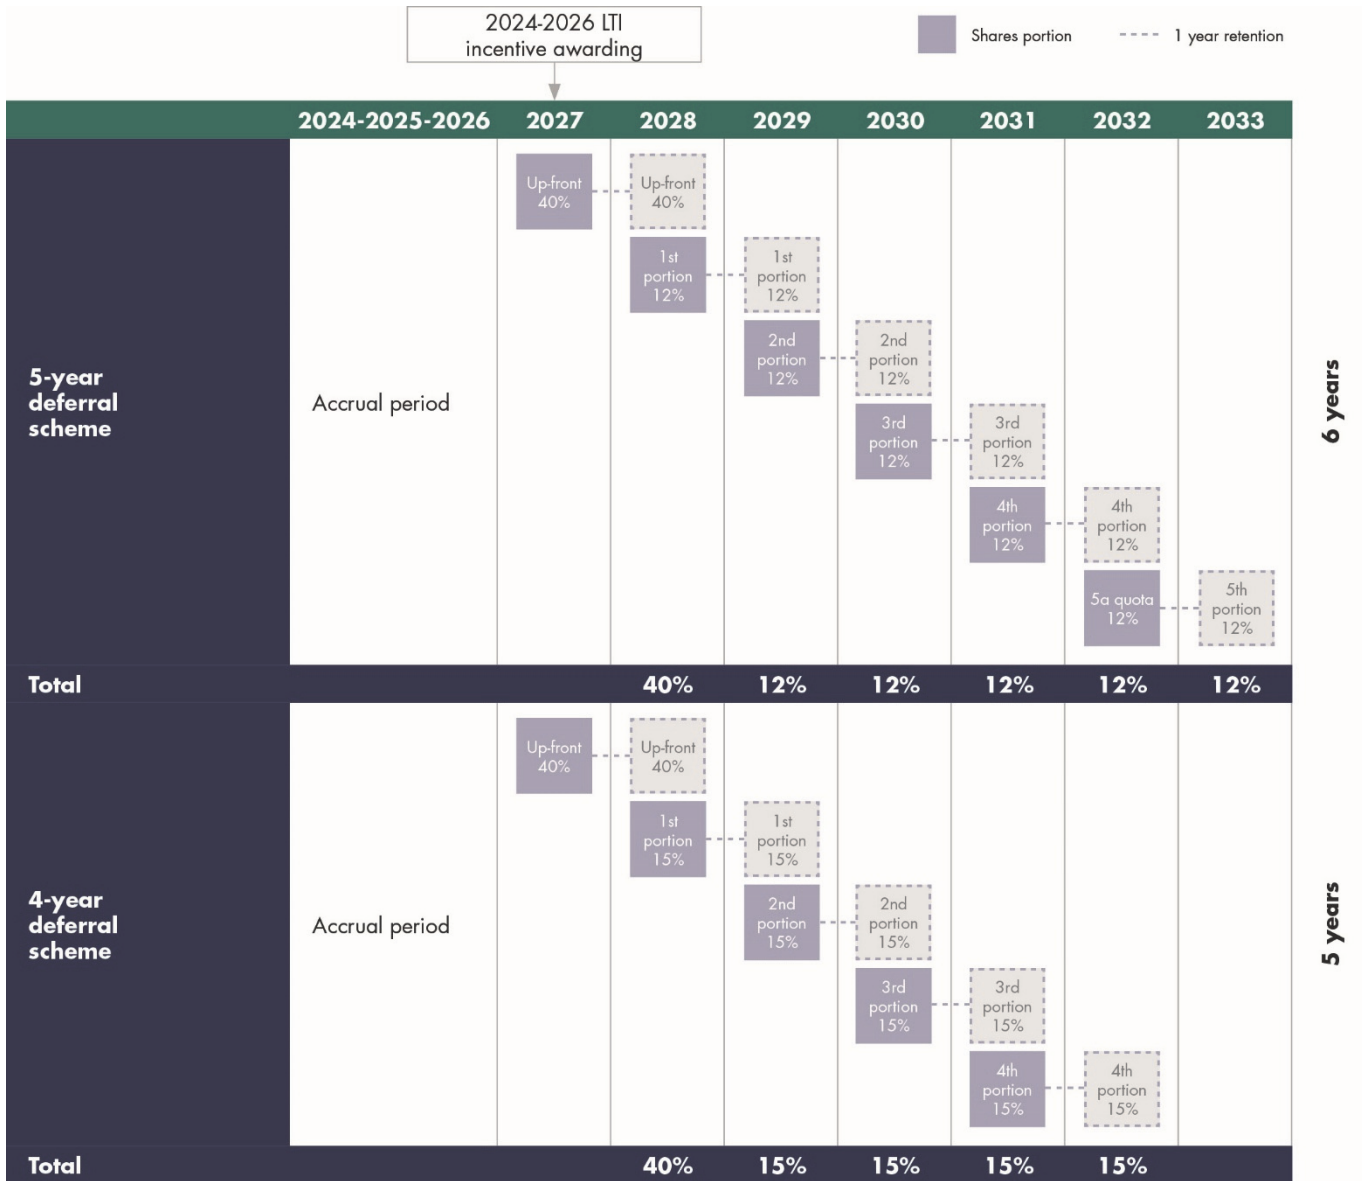 2024-2026 LTI
incentive awarding
Shares portion
1 year retention
2024-2025-2026 2027 2028 2029 2030 2031 2032 2033
5-year
deferral
scheme
Accrual period
Up-front
40%
Up-front
40%
1st
portion
12%
1st
portion
12%
2nd
portion
12%
2nd
portion
12%
3rd
portion
12%
3rd
portion
12%
4th
portion
12%
4th
portion
12%
5a quota
12%
5th
portion
12%
6 years
Total 40% 12% 12% 12% 12% 12%
4-year
deferral
scheme
Accrual period
Up-front
40%
Up-front
40%
1st
portion
15%
1st
portion
15%
2nd
portion
15%
2nd
portion
15%
3rd
portion
15%
3rd
portion
15%
4th
portion
15%
4th
portion
15%
5 years
Total 40% 15% 15% 15% 15%